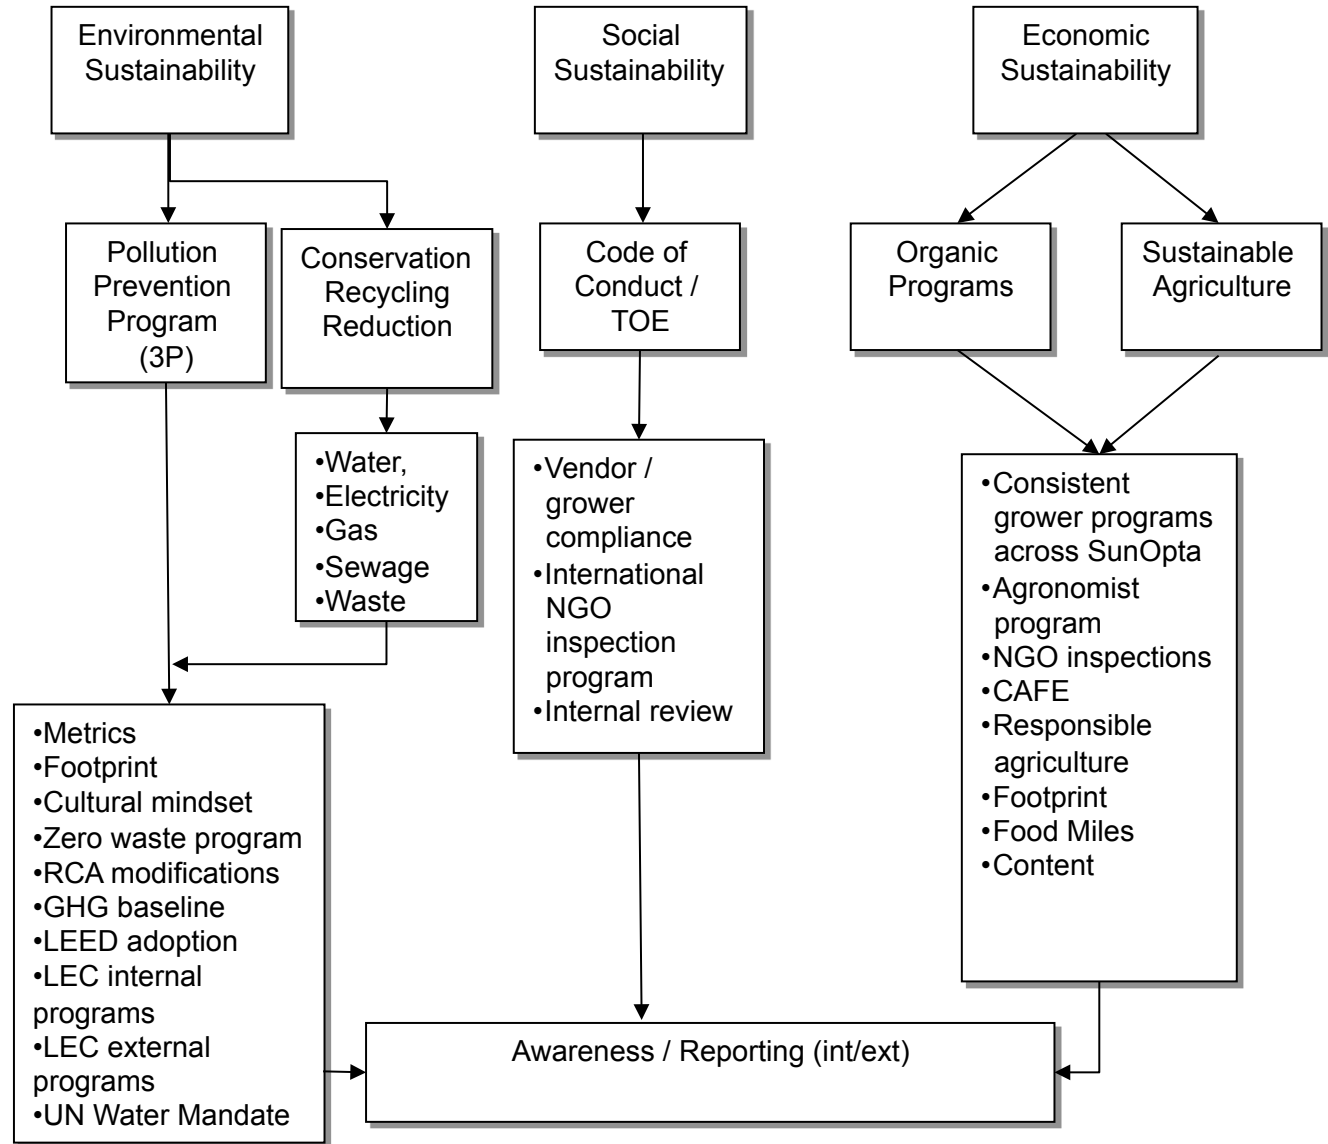 Environmental
Sustainability
Social
Sustainability
Economic
Sustainability
Pollution
Prevention
Program
(3P)
Conservation
Recycling
Reduction
Code of
Conduct /
TOE
Organic
Programs
Sustainable
Agriculture
•Water,
•Electricity
•Gas
•Sewage
•Waste
•Vendor /
grower
compliance
•International
NGO
inspection
program
•Internal review
•Consistent
grower programs
across SunOpta
•Agronomist
program
•NGO inspections
•CAFE
•Responsible
agriculture
•Footprint
•Food Miles
•Content
•Metrics
•Footprint
•Cultural mindset
•Zero waste program
•RCA modifications
•GHG baseline
•LEED adoption
•LEC internal
programs
•LEC external
programs
•UN Water Mandate
Awareness / Reporting (int/ext)